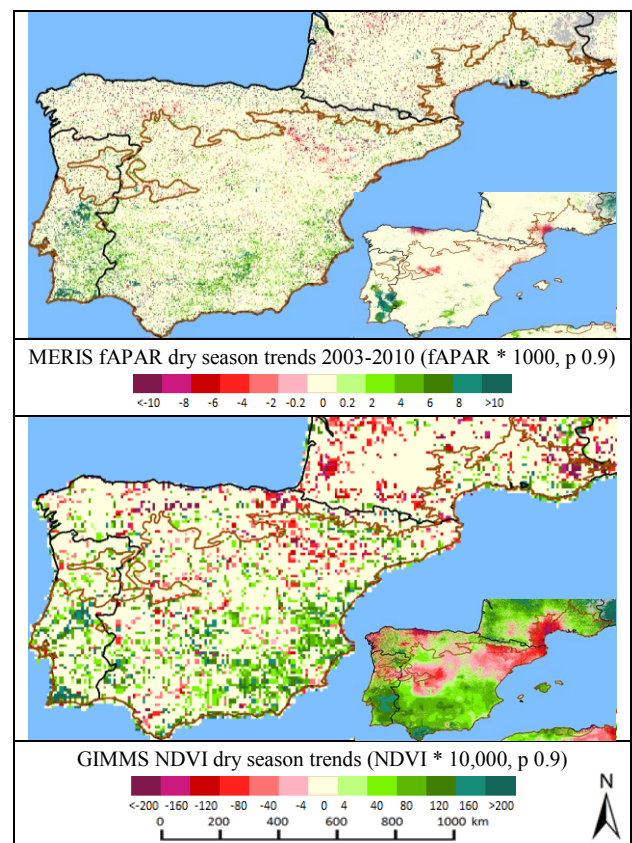 MERIS fAPAR dry season trends 2003-2010 (fAPAR * 1000, p 0.9)
<-10 -8 -6 -4 -2 -0.2 0 0.2 2 4 6 8 >10
GIMMS NDVI dry season trends (NDVI * 10,000, p 0.9)
<-200 -160 -120 -80 -40 -4 0 4 40 80 120 160 >200
N
0 200 400 600 800 1000 km